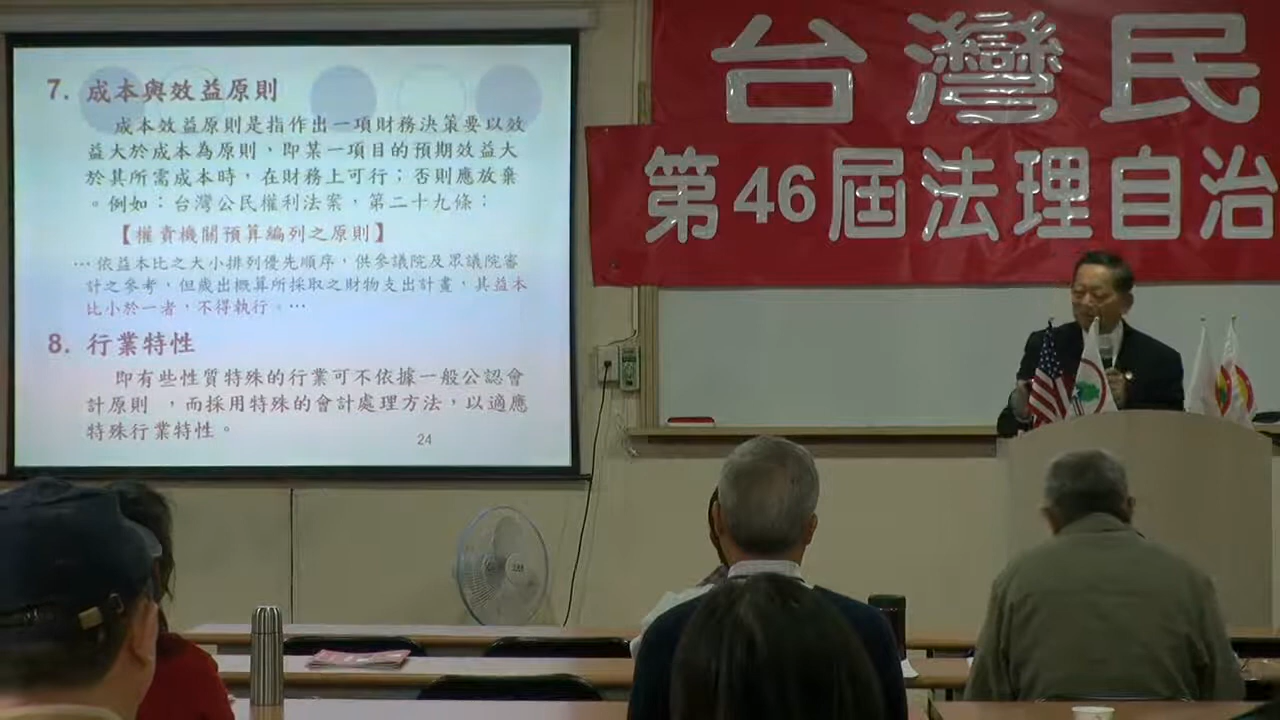 台灣民
第46屆法理自治
7. 成本與效益原則
成本效益原則是指作出一項財務決策要以效
益大於成本為原則，即某一項目的預期效益大
於其所需成本時，在財務上可行；否則應放棄
。例如：台灣公民權利法案，第二十九條：
【權責機關預算編列之原則】
…依益本比之大小排列優先順序，供參議院及眾議院審
計之參考，但歲出概算所採取之財物支出計畫，其益本
比小於一者，不得執行。…
8. 行業特性
即有些性質特殊的行業可不依據一般公認會
計原則 ，而採用特殊的會計處理方法，以適應
特殊行業特性。
24